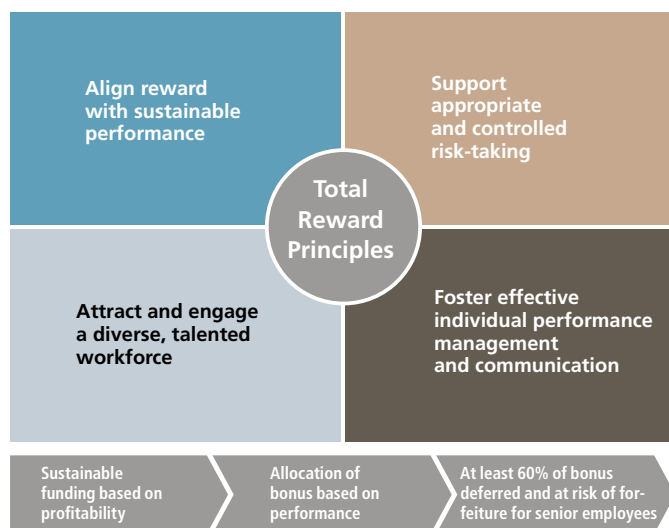 Align reward
with sustainable
performance
Support
appropriate
and controlled
risk-taking
Total
Reward
Principles
Attract and engage
a diverse, talented
workforce
Foster effective
individual performance
management
and communication
Sustainable
funding based on
profitability
Allocation of
bonus based on
performance
At least 60% of bonus
deferred and at risk of for-
feiture for senior employees